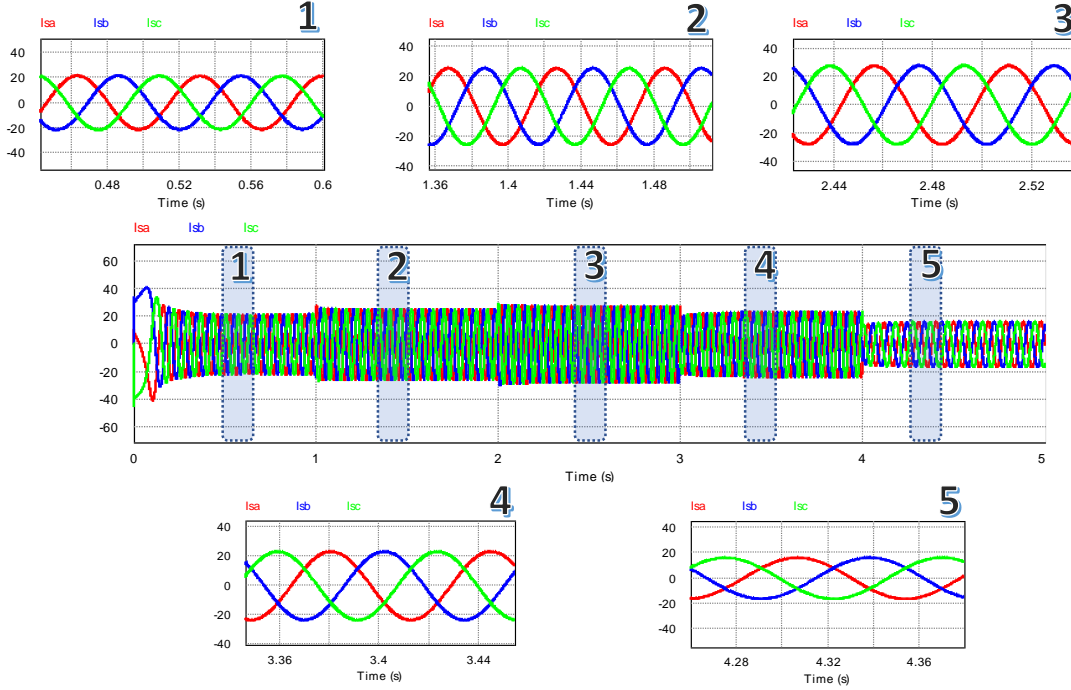 Isa Isb Isc 1
40
20
0
-20
-40
0.48 0.52 0.56 0.6
Time (s)
Isa Isb Isc 2
40
20
0
-20
-40
1.36 1.4 1.44 1.48
Time (s)
Isa Isb Isc 3
40
20
0
-20
-40
2.44 2.48 2.52
Time (s)
Isa Isb Isc
60
40
20
0
-20
-40
-60
1 2 3 4 5
0 1 2 3 4 5
Time (s)
Isa Isb Isc 4
40
20
0
-20
-40
3.36 3.4 3.44
Time (s)
Isa Isb Isc 5
40
20
0
-20
-40
4.28 4.32 4.36
Time (s)